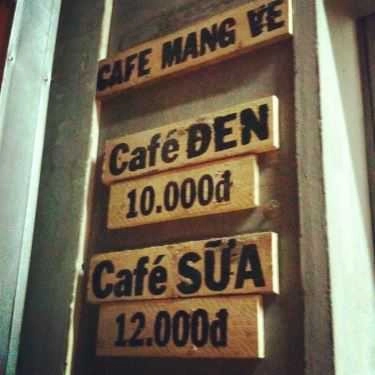 CAFE MANG VỀ
Café ĐEN
10.000đ
Café SỮA
12.000đ